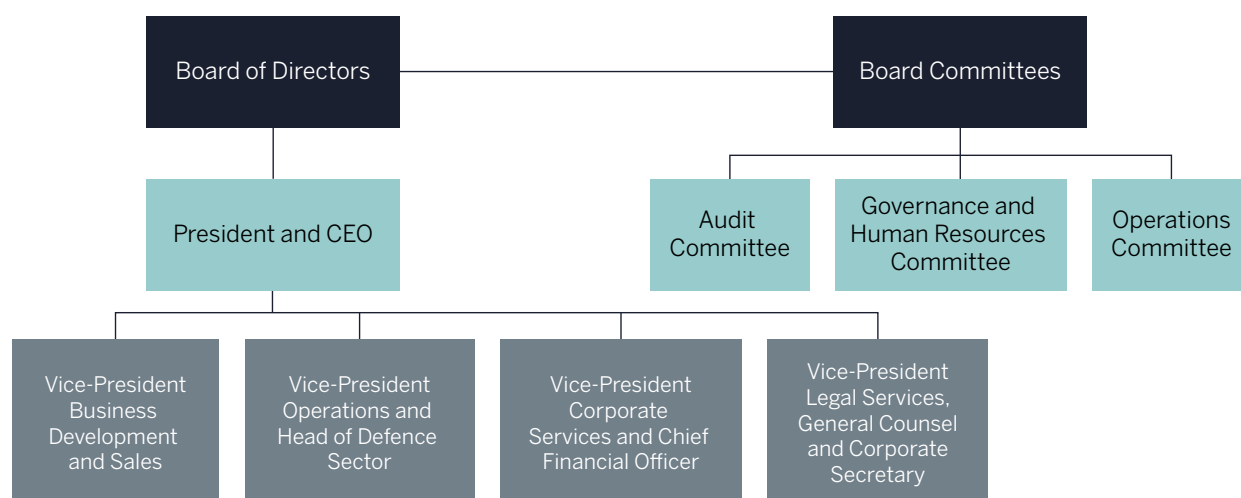 Board of Directors
Board Committees
President and CEO
Audit
Committee
Governance and
Human Resources
Committee
Operations
Committee
Vice-President
Business
Development
and Sales
Vice-President
Operations and
Head of Defence
Sector
Vice-President
Corporate
Services and Chief
Financial Officer
Vice-President
Legal Services,
General Counsel
and Corporate
Secretary